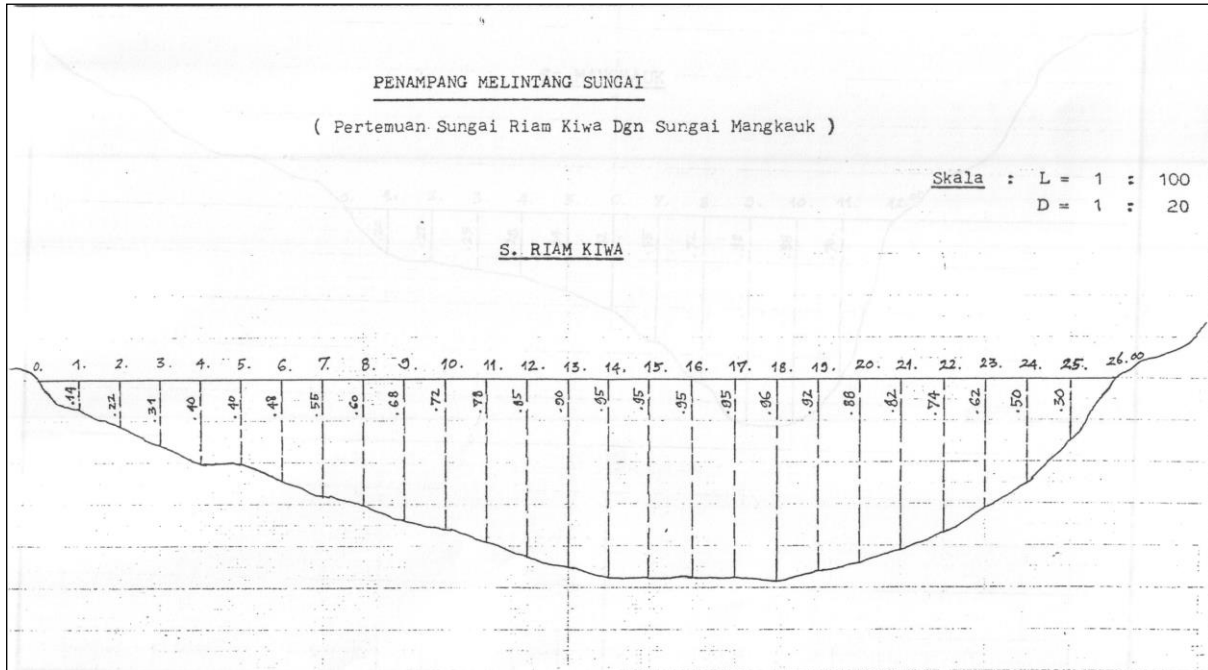 PENAMPANG MELINTANG SUNGAI
( Pertemuan Sungai Riam Kiwa Dgn Sungai Mangkauk )
Skala : L = 1 : 100
D = 1 : 20
S. RIAM KIWA
0. 1. 2. 3. 4. 5. 6. 7. 8. 9. 10. 11. 12. 13. 14. 15. 16. 17. 18. 19. 20. 21. 22. 23. 24. 25. 26.00
.14 .22 .31 .40 .40 .48 .55 .60 .68 .72 .78 .85 .90 .95 .95 .95 .95 .96 .92 .88 .82 .74 .62 .50 .30